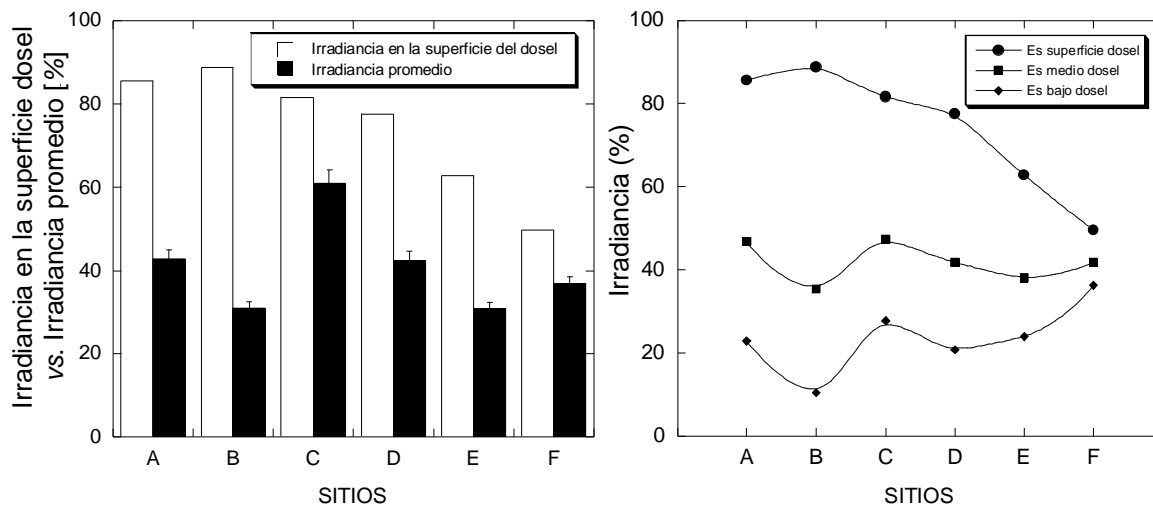 Irradiancia en la superficie dosel
vs. Irradiancia promedio [%]
100
80
60
40
20
0
Irradiancia en la superficie del dosel
Irradiancia promedio
A B C D E F
SITIOS
Irradiancia (%)
100
80
60
40
20
0
Es superficie dosel
Es medio dosel
Es bajo dosel
A B C D E F
SITIOS